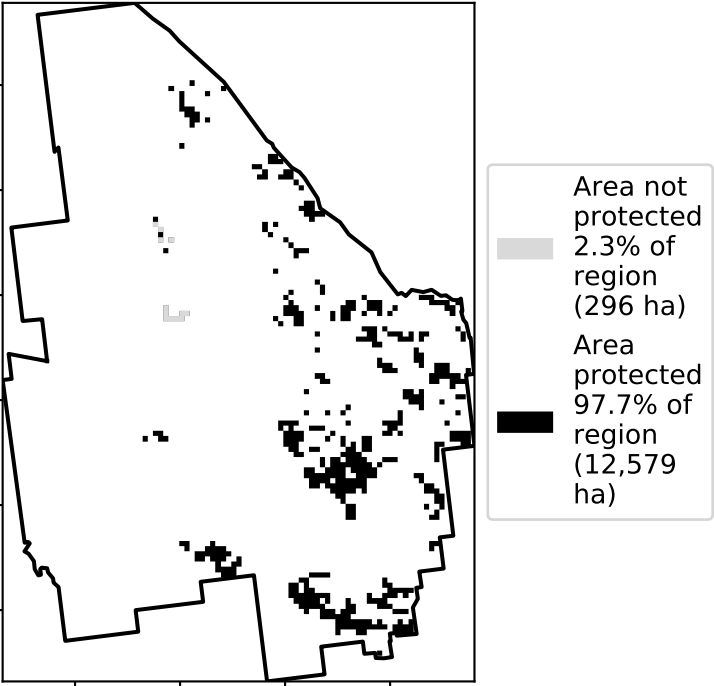 Area not
protected
2.3% of
region
(296 ha)
Area
protected
97.7% of
region
(12,579
ha)